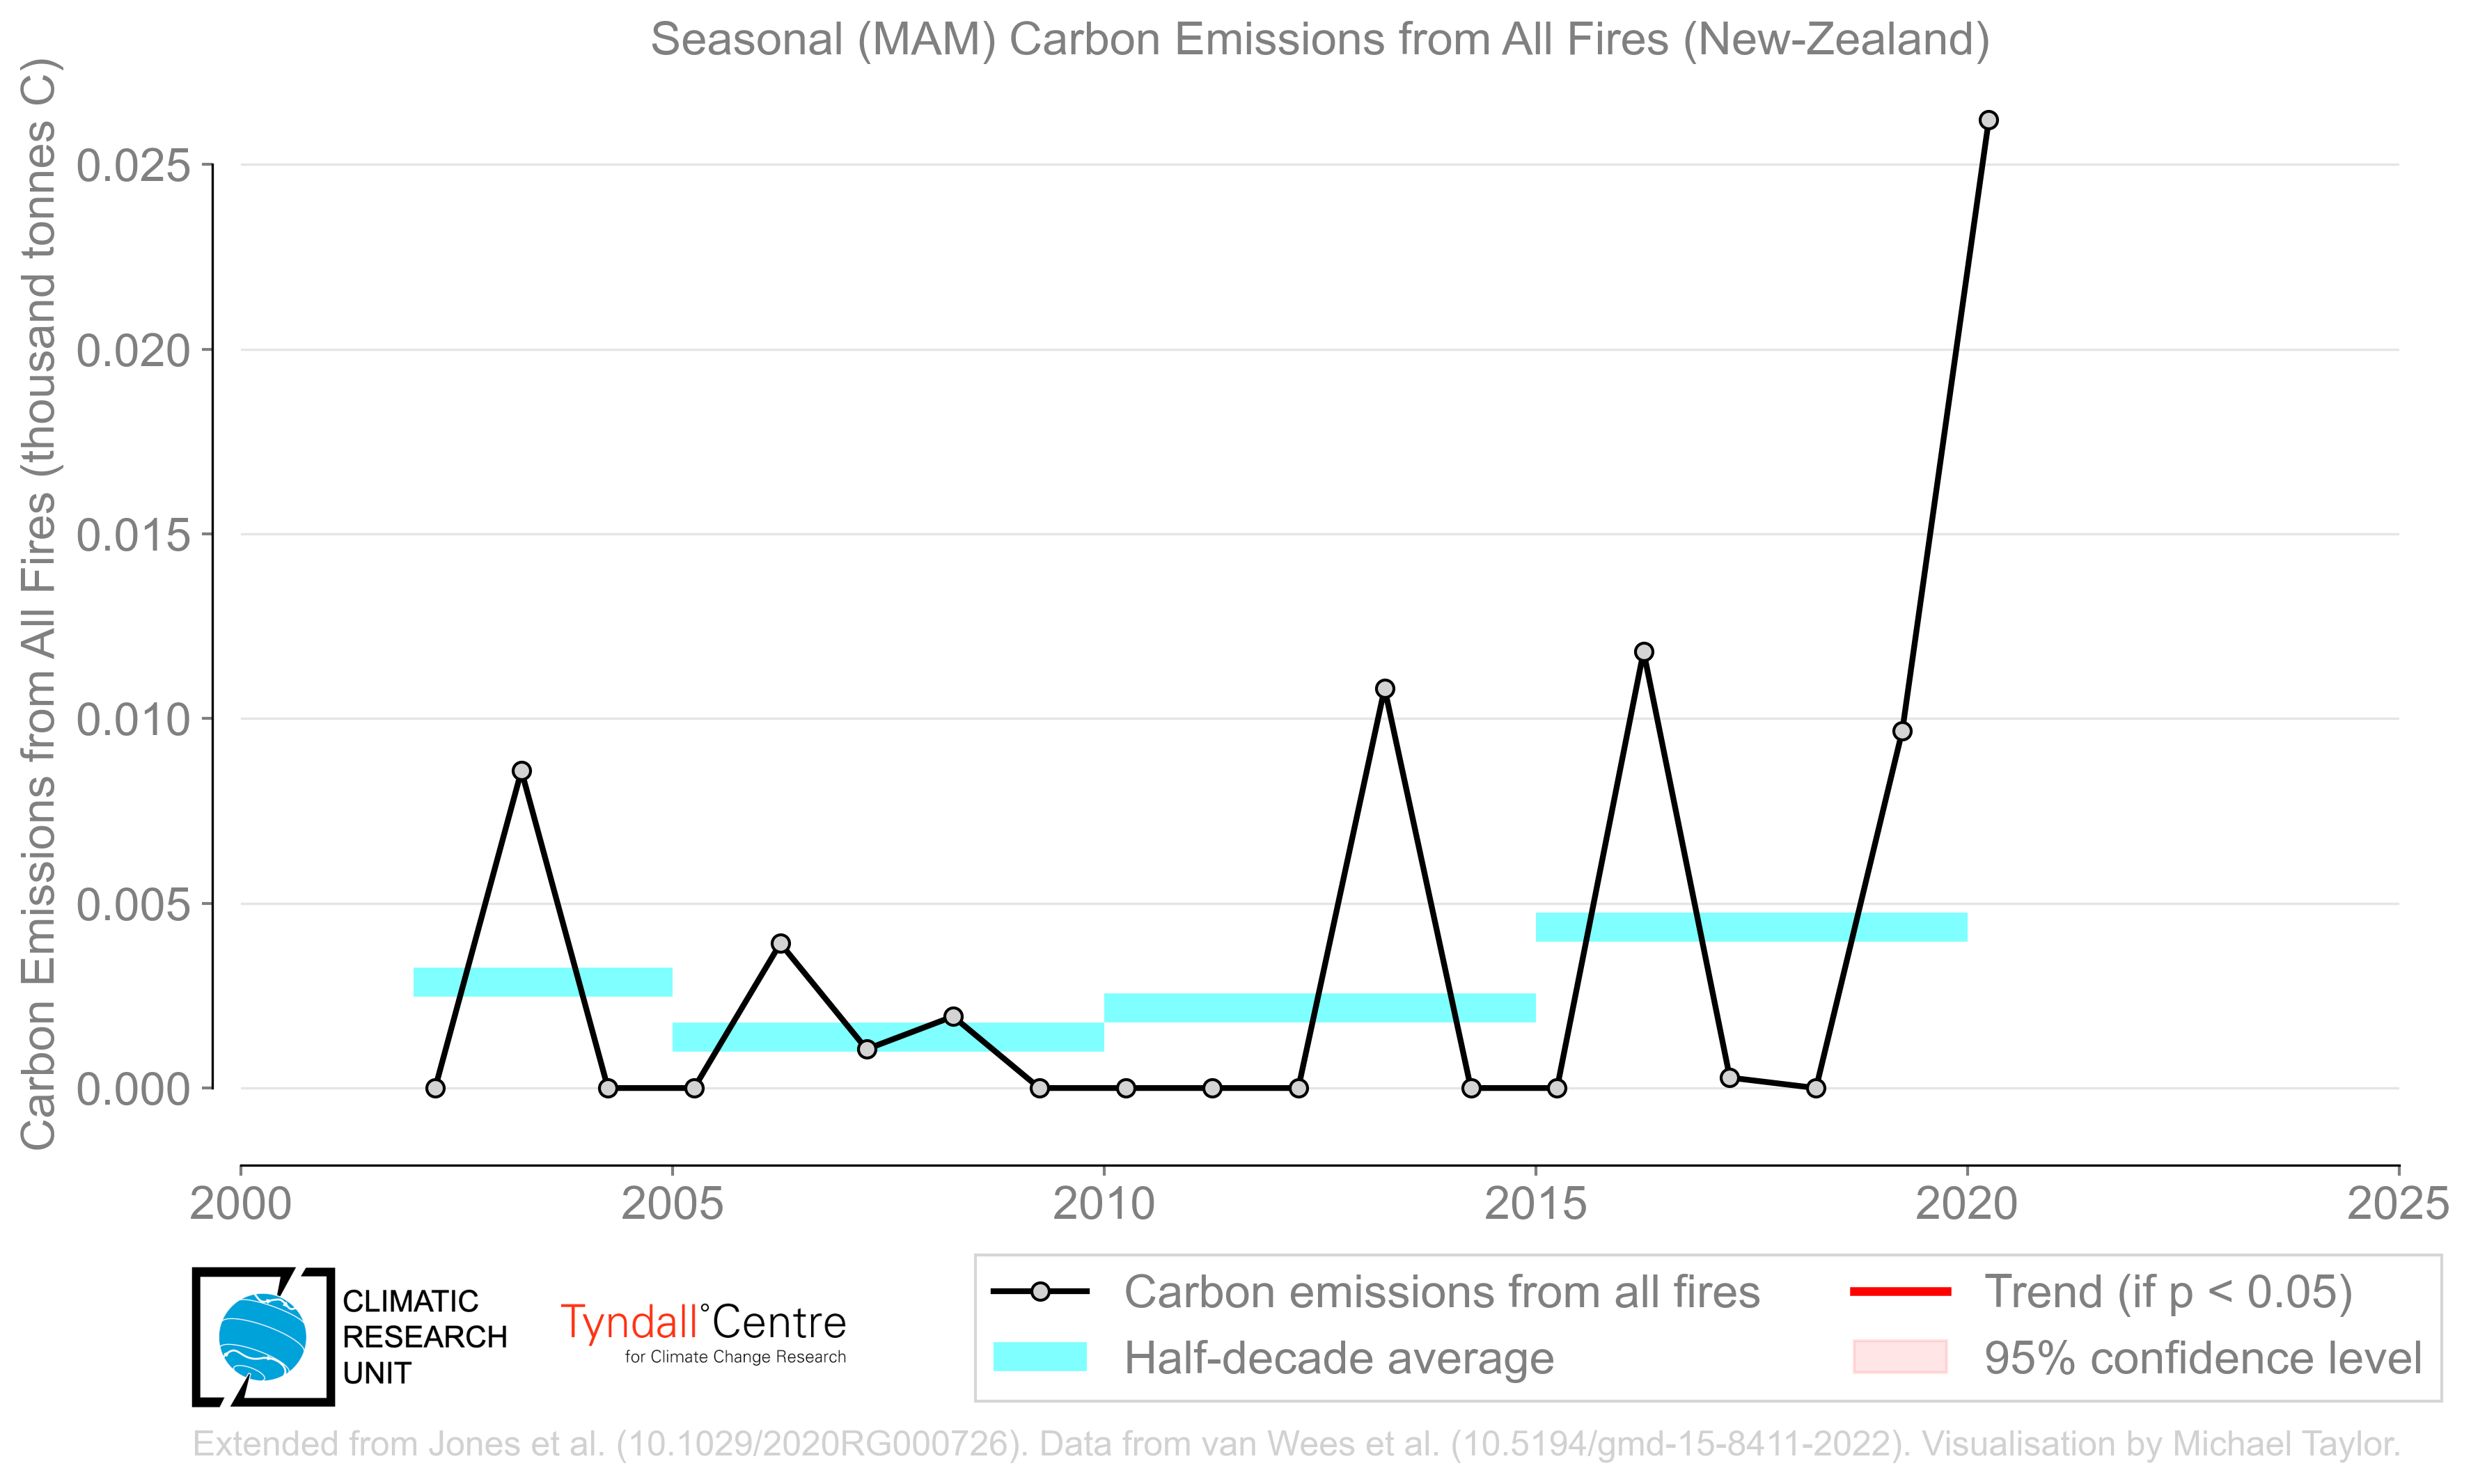 Seasonal (MAM) Carbon Emissions from All Fires (New-Zealand)
Carbon Emissions from All Fires (thousand tonnes C)
0.025
0.020
0.015
0.010
0.005
0.000
2000
2005
2010
2015
2020
2025
CLIMATIC
RESEARCH
UNIT
Tyndall°Centre
for Climate Change Research
Carbon emissions from all fires
Half-decade average
Trend (if p < 0.05)
95% confidence level
Extended from Jones et al. (10.1029/2020RG000726). Data from van Wees et al. (10.5194/gmd-15-8411-2022). Visualisation by Michael Taylor.